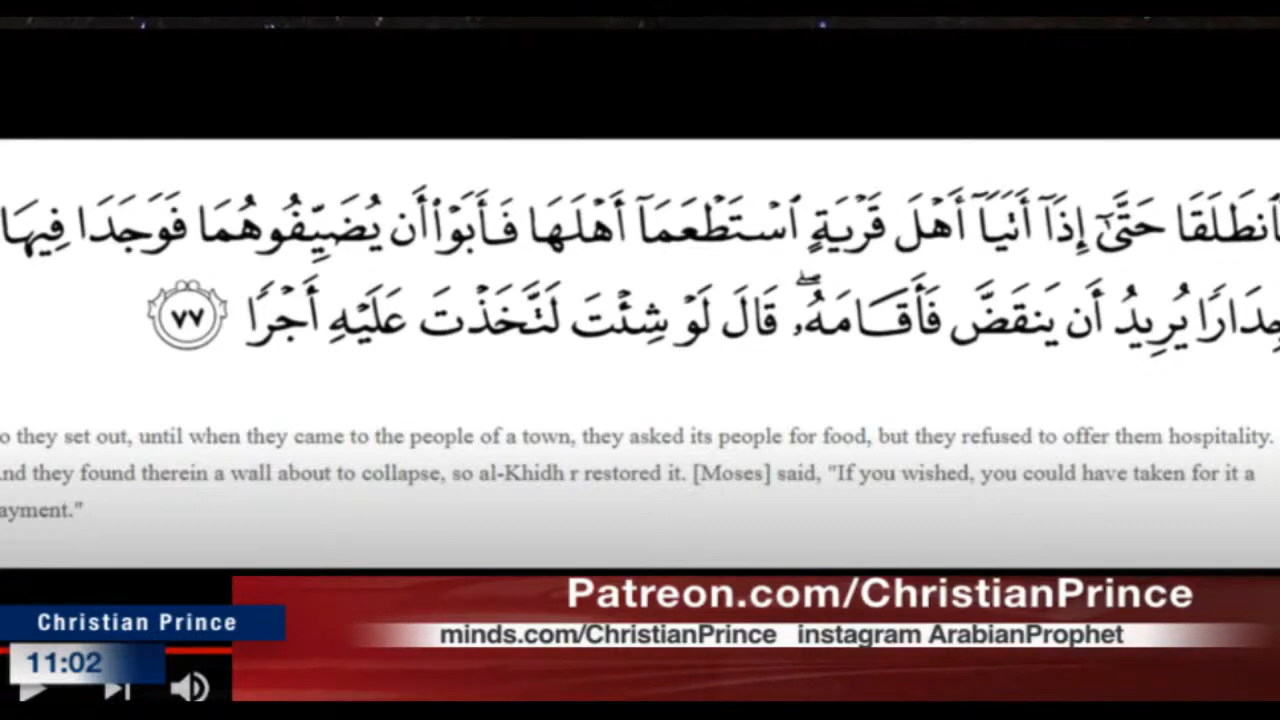 ٱنطَلَقَا حَتَّىٰٓ إِذَآ أَتَيَآ أَهۡلَ قَرۡيَةٍ ٱسۡتَطۡعَمَآ أَهۡلَهَا فَأَبَوۡاْ أَن يُضَيِّفُوهُمَا فَوَجَدَا فِيهَا
جِدَارًا يُرِيدُ أَن يَنقَضَّ فَأَقَامَهُۥۖ قَالَ لَوۡ شِئۡتَ لَتَّخَذۡتَ عَلَيۡهِ أَجۡرًا ٧٧
o they set out, until when they came to the people of a town, they asked its people for food, but they refused to offer them hospitality.
nd they found therein a wall about to collapse, so al-Khidh r restored it. [Moses] said, "If you wished, you could have taken for it a
ayment."
Patreon.com/ChristianPrince
Christian Prince
minds.com/ChristianPrince instagram ArabianProphet
11:02